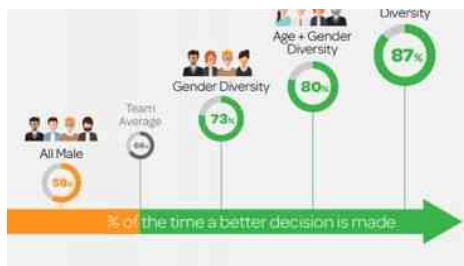 Diversity
87%
Age + Gender
Diversity
80%
Gender Diversity
73%
Team
Average
66%
All Male
58%
% of the time a better decision is made